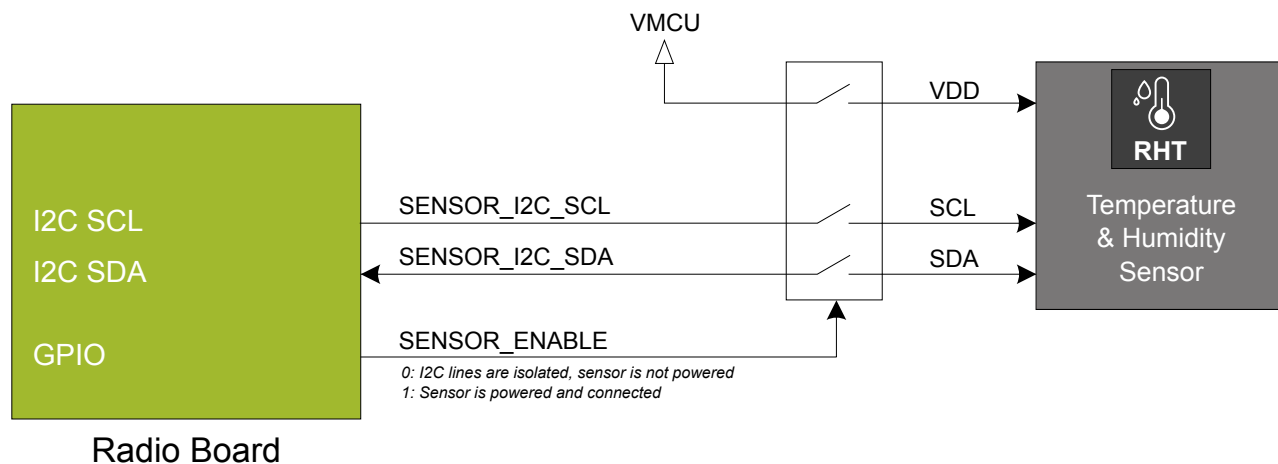 VMCU
VDD
RHT
I2C SCL
SENSOR_I2C_SCL
SCL
Temperature
& Humidity
Sensor
I2C SDA
SENSOR_I2C_SDA
SDA
GPIO
SENSOR_ENABLE
0: I2C lines are isolated, sensor is not powered
1: Sensor is powered and connected
Radio Board